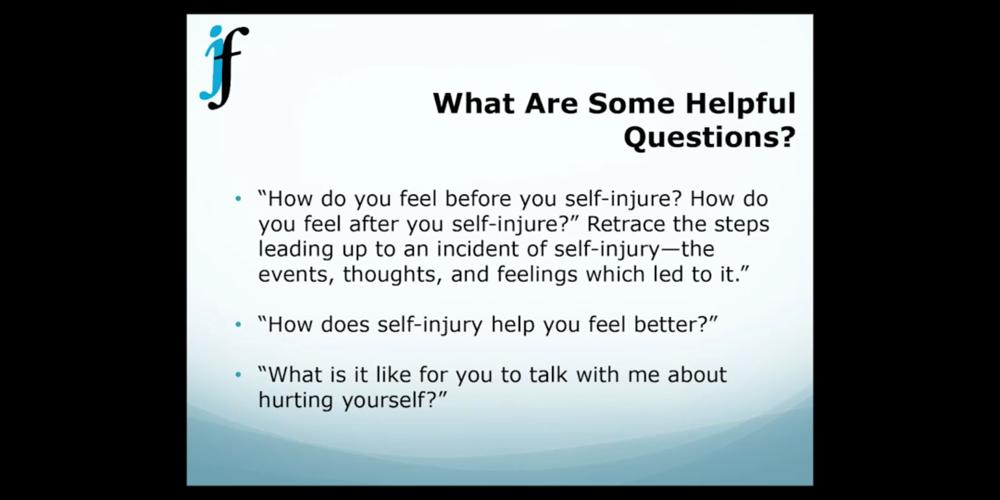 jf
What Are Some Helpful
Questions?
• “How do you feel before you self-injure? How do
you feel after you self-injure?” Retrace the steps
leading up to an incident of self-injury—the
events, thoughts, and feelings which led to it.”
• “How does self-injury help you feel better?”
• “What is it like for you to talk with me about
hurting yourself?”